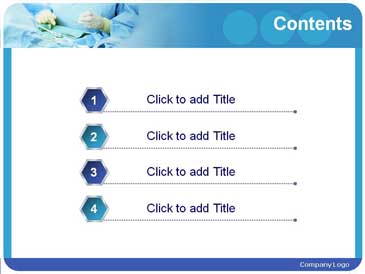 Contents
1 Click to add Title
2 Click to add Title
3 Click to add Title
4 Click to add Title
Company Logo